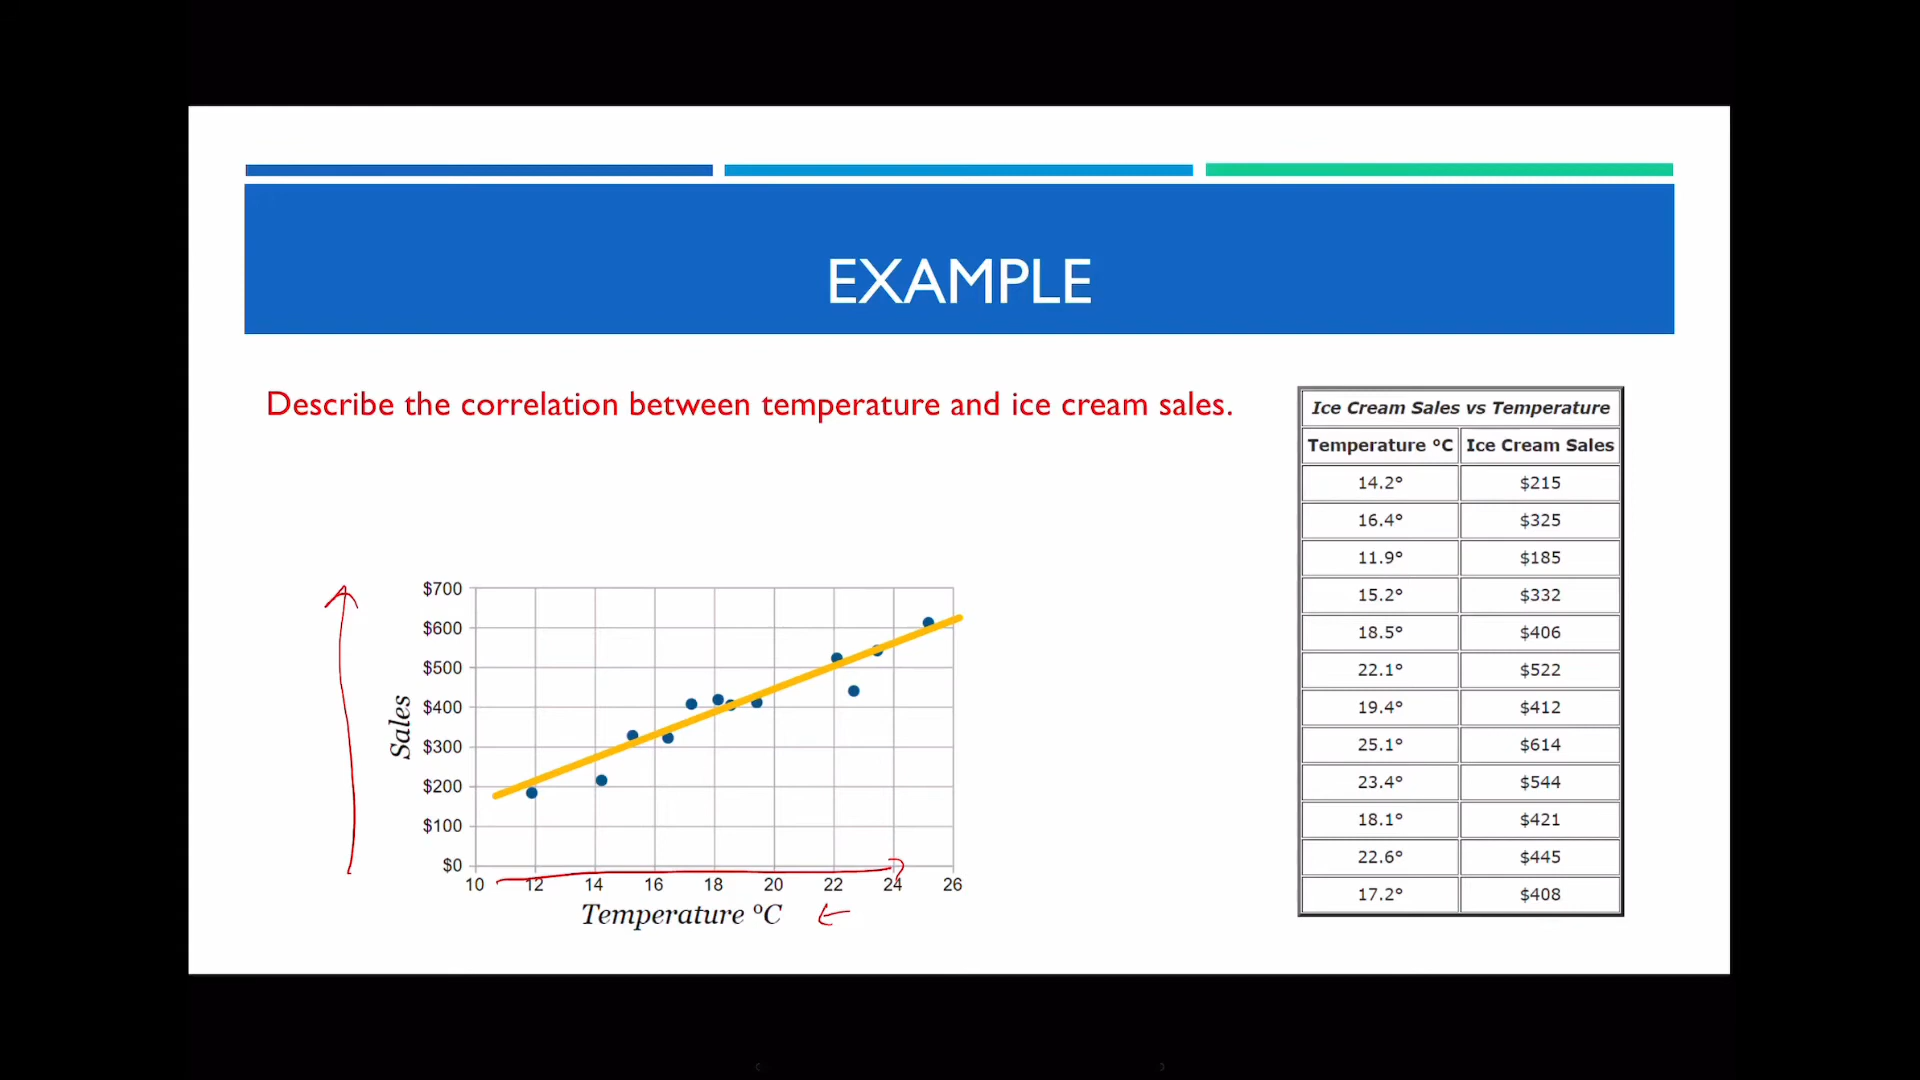 EXAMPLE
Describe the correlation between temperature and ice cream sales.
Ice Cream Sales vs Temperature
Temperature °C Ice Cream Sales
14.2° $215
16.4° $325
11.9° $185
15.2° $332
18.5° $406
22.1° $522
19.4° $412
25.1° $614
23.4° $544
18.1° $421
22.6° $445
17.2° $408
$700
$600
$500
$400
$300
$200
$100
$0
Sales
10 12 14 16 18 20 22 24 26
Temperature °C